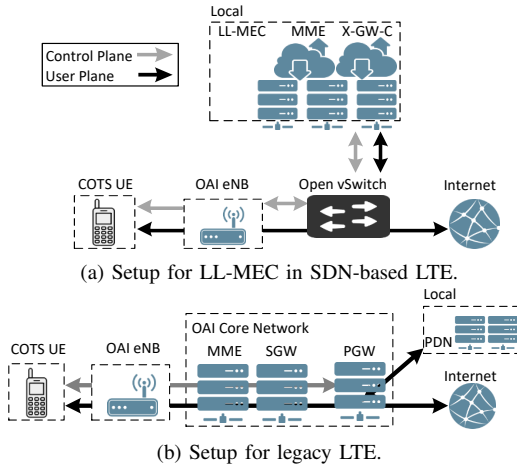 Local
LL-MEC MME X-GW-C
Control Plane
User Plane
COTS UE OAI eNB Open vSwitch Internet
(a) Setup for LL-MEC in SDN-based LTE.
Local
OAI Core Network
COTS UE OAI eNB MME SGW PGW PDN
Internet
(b) Setup for legacy LTE.